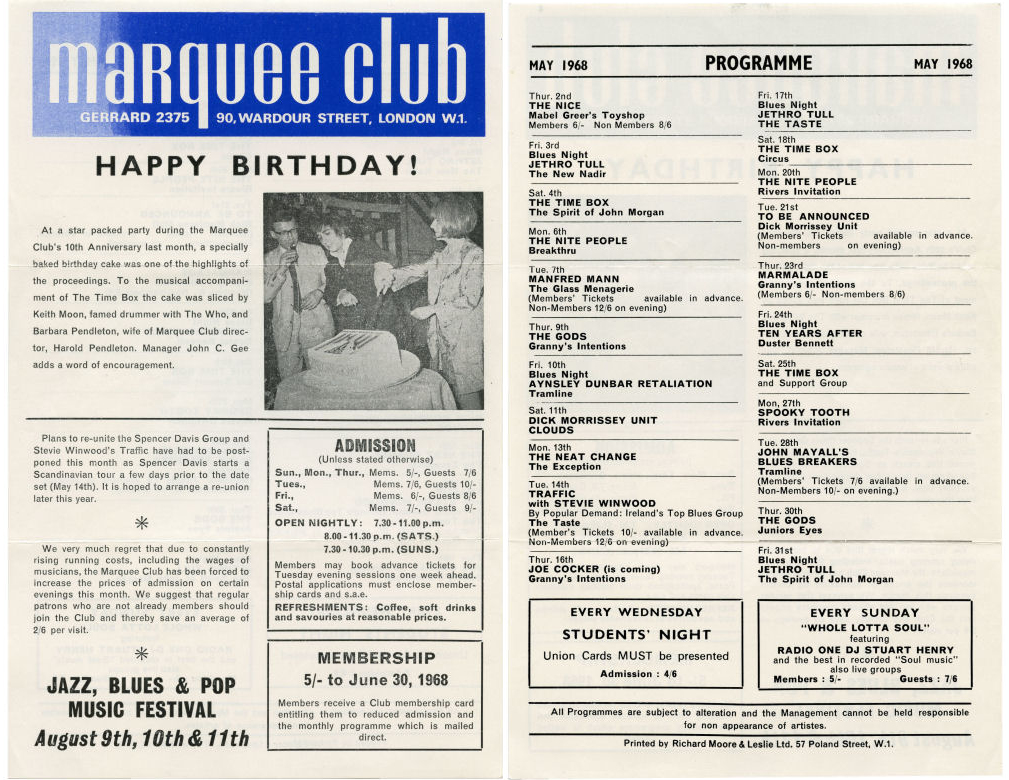 marquee club
GERRARD 2375 90, WARDOUR STREET, LONDON W.1.
HAPPY BIRTHDAY!
At a star packed party during the Marquee
Club's 10th Anniversary last month, a specially
baked birthday cake was one of the highlights of
the proceedings. To the musical accompani-
ment of The Time Box the cake was sliced by
Keith Moon, famed drummer with The Who, and
Barbara Pendleton, wife of Marquee Club direc-
tor, Harold Pendleton. Manager John C. Gee
adds a word of encouragement.
Plans to re-unite the Spencer Davis Group and
Stevie Winwood's Traffic have had to be post-
poned this month as Spencer Davis starts a
Scandinavian tour a few days prior to the date
set (May 14th). It is hoped to arrange a re-union
later this year.
We very much regret that due to constantly
rising running costs, including the wages of
musicians, the Marquee Club has been forced to
increase the prices of admission on certain
evenings this month. We suggest that regular
patrons who are not already members should
join the Club and thereby save an average of
2/6 per visit.
JAZZ, BLUES & POP
MUSIC FESTIVAL
August 9th, 10th & 11th
ADMISSION
(Unless stated otherwise)
Sun., Mon., Thur., Mems. 5/-, Guests 7/6
Tues., Mems. 7/6, Guests 10/-
Fri., Mems. 6/-, Guests 8/6
Sat., Mems. 7/-, Guests 9/-
OPEN NIGHTLY: 7.30 - 11.00 p.m.
8.00 - 11.30 p.m. (SATS.)
7.30 - 10.30 p.m. (SUNS.)
Members may book advance tickets for
Tuesday evening sessions one week ahead.
Postal applications must enclose member-
ship cards and s.a.e.
REFRESHMENTS: Coffee, soft drinks
and savouries at reasonable prices.
MEMBERSHIP
5/- to June 30, 1968
Members receive a Club membership card
entitling them to reduced admission and
the monthly programme which is mailed
direct.
MAY 1968 PROGRAMME MAY 1968
Thur. 2nd
THE NICE
Mabel Greer's Toyshop
Members 6/- Non Members 8/6
Fri. 3rd
Blues Night
JETHRO TULL
The New Nadir
Sat. 4th
THE TIME BOX
The Spirit of John Morgan
Mon. 6th
THE NITE PEOPLE
Breakthru
Tue. 7th
MANFRED MANN
The Glass Menagerie
(Members' Tickets available in advance.
Non-Members 12/6 on evening)
Thur. 9th
THE GODS
Granny's Intentions
Fri. 10th
Blues Night
AYNSLEY DUNBAR RETALIATION
Tramline
Sat. 11th
DICK MORRISSEY UNIT
CLOUDS
Mon. 13th
THE NEAT CHANGE
The Exception
Tue. 14th
TRAFFIC
with STEVIE WINWOOD
By Popular Demand: Ireland's Top Blues Group
The Taste
(Member's Tickets 10/- available in advance.
Non-Members 12/6 on evening)
Thur. 16th
JOE COCKER (is coming)
Granny's Intentions
Fri. 17th
Blues Night
JETHRO TULL
THE TASTE
Sat. 18th
THE TIME BOX
Circus
Mon. 20th
THE NITE PEOPLE
Rivers Invitation
Tue. 21st
TO BE ANNOUNCED
Dick Morrissey Unit
(Members' Tickets available in advance.
Non-members on evening)
Thur. 23rd
MARMALADE
Granny's Intentions
(Members 6/- Non-members 8/6)
Fri. 24th
Blues Night
TEN YEARS AFTER
Duster Bennett
Sat. 25th
THE TIME BOX
and Support Group
Mon, 27th
SPOOKY TOOTH
Rivers Invitation
Tue. 28th
JOHN MAYALL'S
BLUES BREAKERS
Tramline
(Members' Tickets 7/6 available in advance.
Non-Members 10/- on evening.)
Thur. 30th
THE GODS
Juniors Eyes
Fri. 31st
Blues Night
JETHRO TULL
The Spirit of John Morgan
EVERY WEDNESDAY
STUDENTS' NIGHT
Union Cards MUST be presented
Admission : 4/6
EVERY SUNDAY
"WHOLE LOTTA SOUL"
featuring
RADIO ONE DJ STUART HENRY
and the best in recorded "Soul music"
also live groups
Members : 5/- Guests : 7/6
All Programmes are subject to alteration and the Management cannot be held responsible
for non appearance of artistes.
Printed by Richard Moore & Leslie Ltd. 57 Poland Street, W.1.